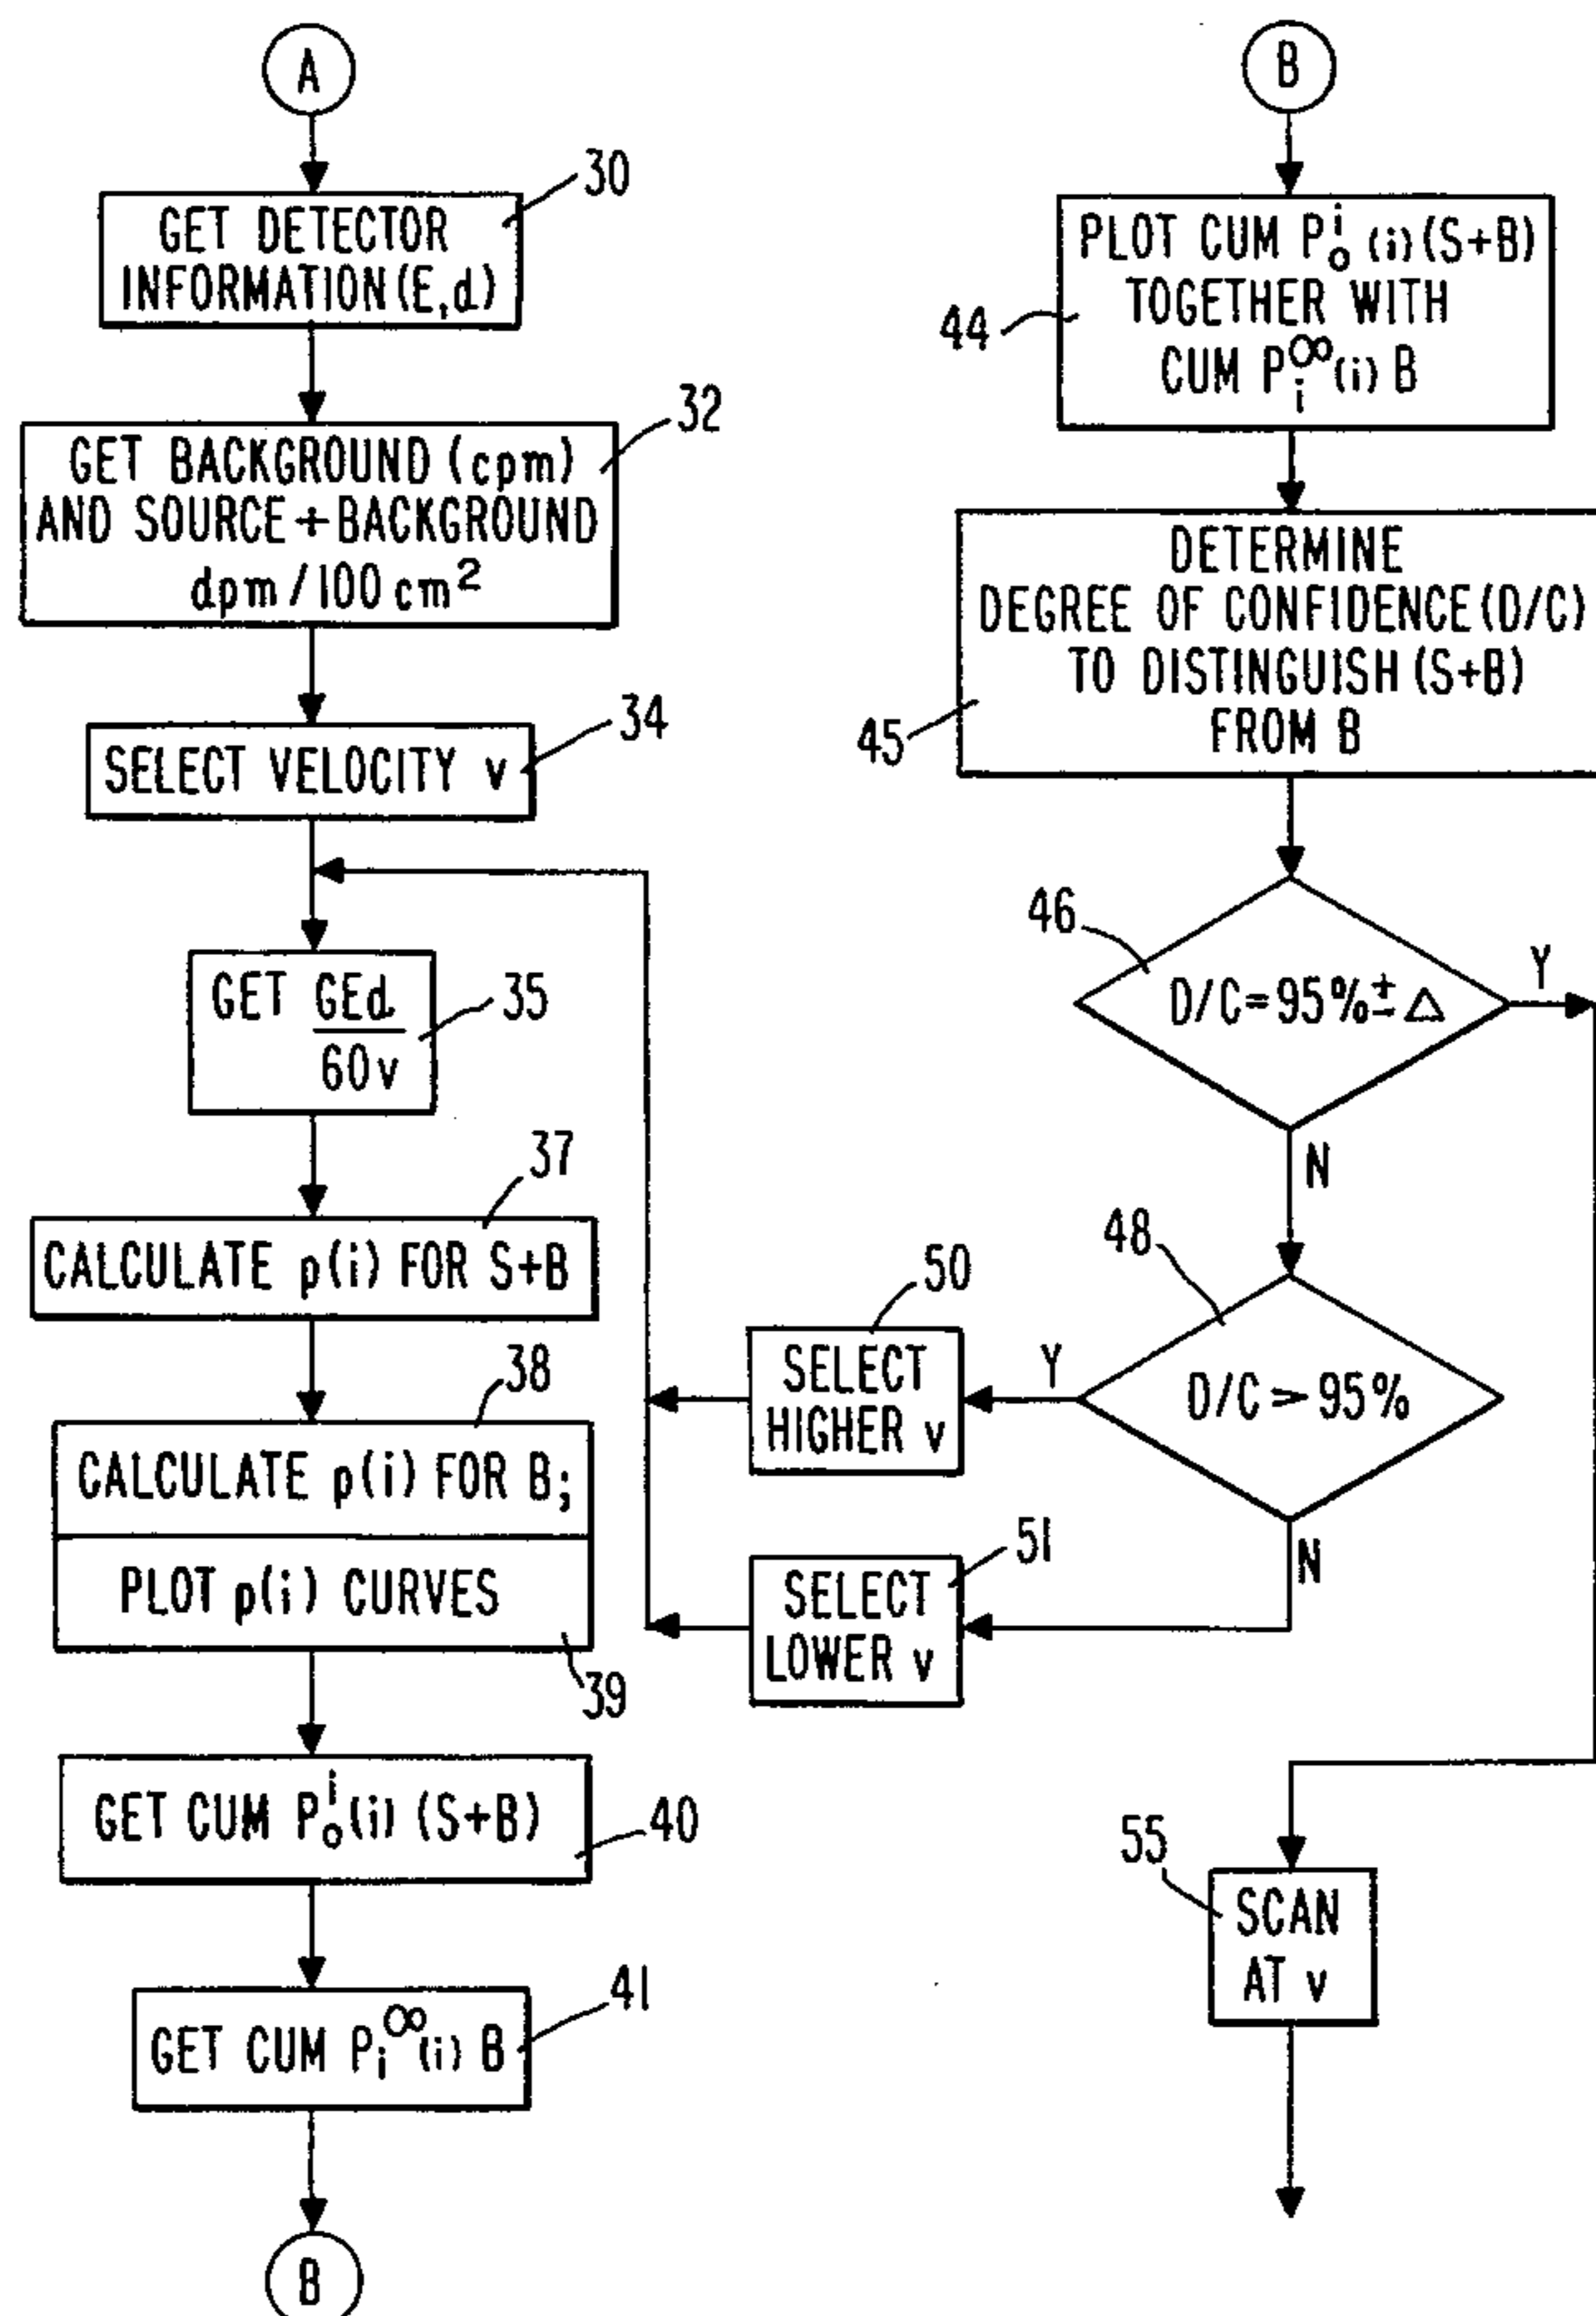 A
30
GET DETECTOR
INFORMATION (E,d)
32
GET BACKGROUND (cpm)
AND SOURCE + BACKGROUND
dpm / 100 cm²
34
SELECT VELOCITY v
GET GEd
60v
35
37
CALCULATE p(i) FOR S+B
38
CALCULATE p(i) FOR B;
PLOT p(i) CURVES
39
GET CUM P₀ⁱ(i) (S+B)
40
41
GET CUM Pᵢ^∞(i) B
B
B
PLOT CUM P₀ⁱ(i) (S+B)
TOGETHER WITH
CUM Pᵢ^∞(i) B
44
DETERMINE
DEGREE OF CONFIDENCE (D/C)
TO DISTINGUISH (S+B)
FROM B
45
46
D/C = 95% ± Δ
Y
N
48
D/C > 95%
Y
N
50
SELECT
HIGHER v
51
SELECT
LOWER v
55
SCAN
AT v